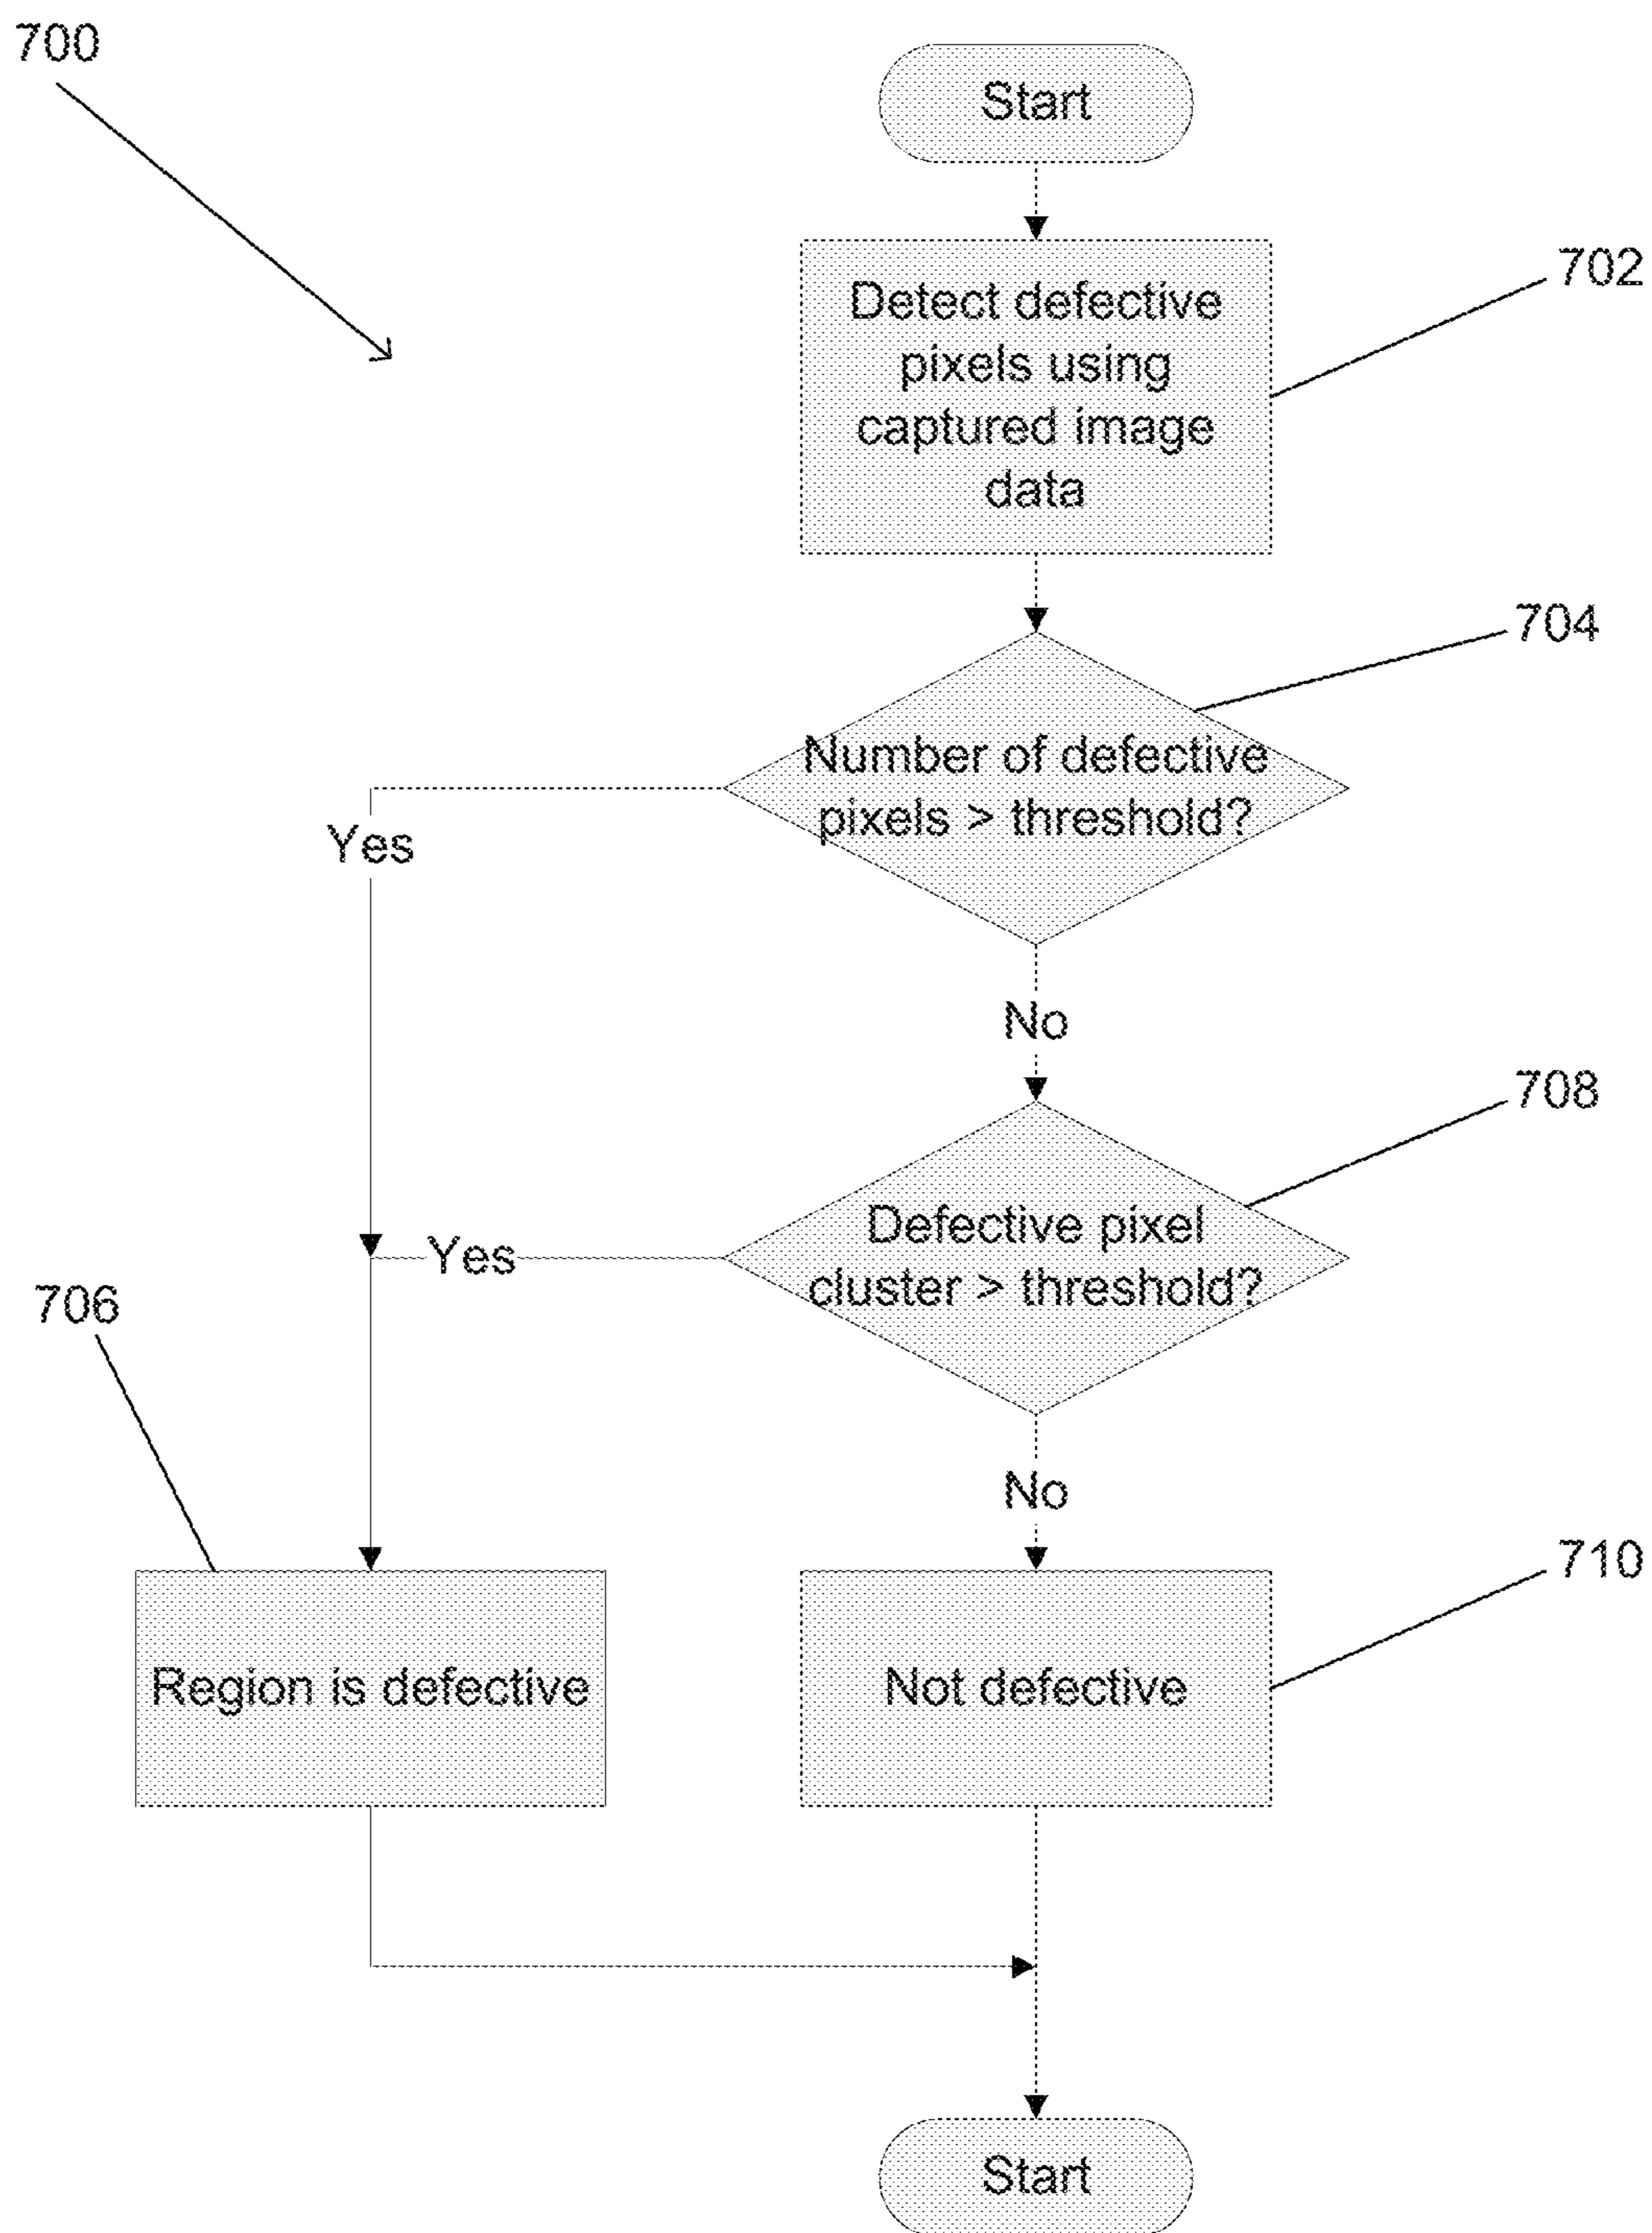 700
Start
702
Detect defective
pixels using
captured image
data
704
Number of defective
pixels > threshold?
Yes
No
708
Defective pixel
cluster > threshold?
Yes
706
No
710
Region is defective
Not defective
Start